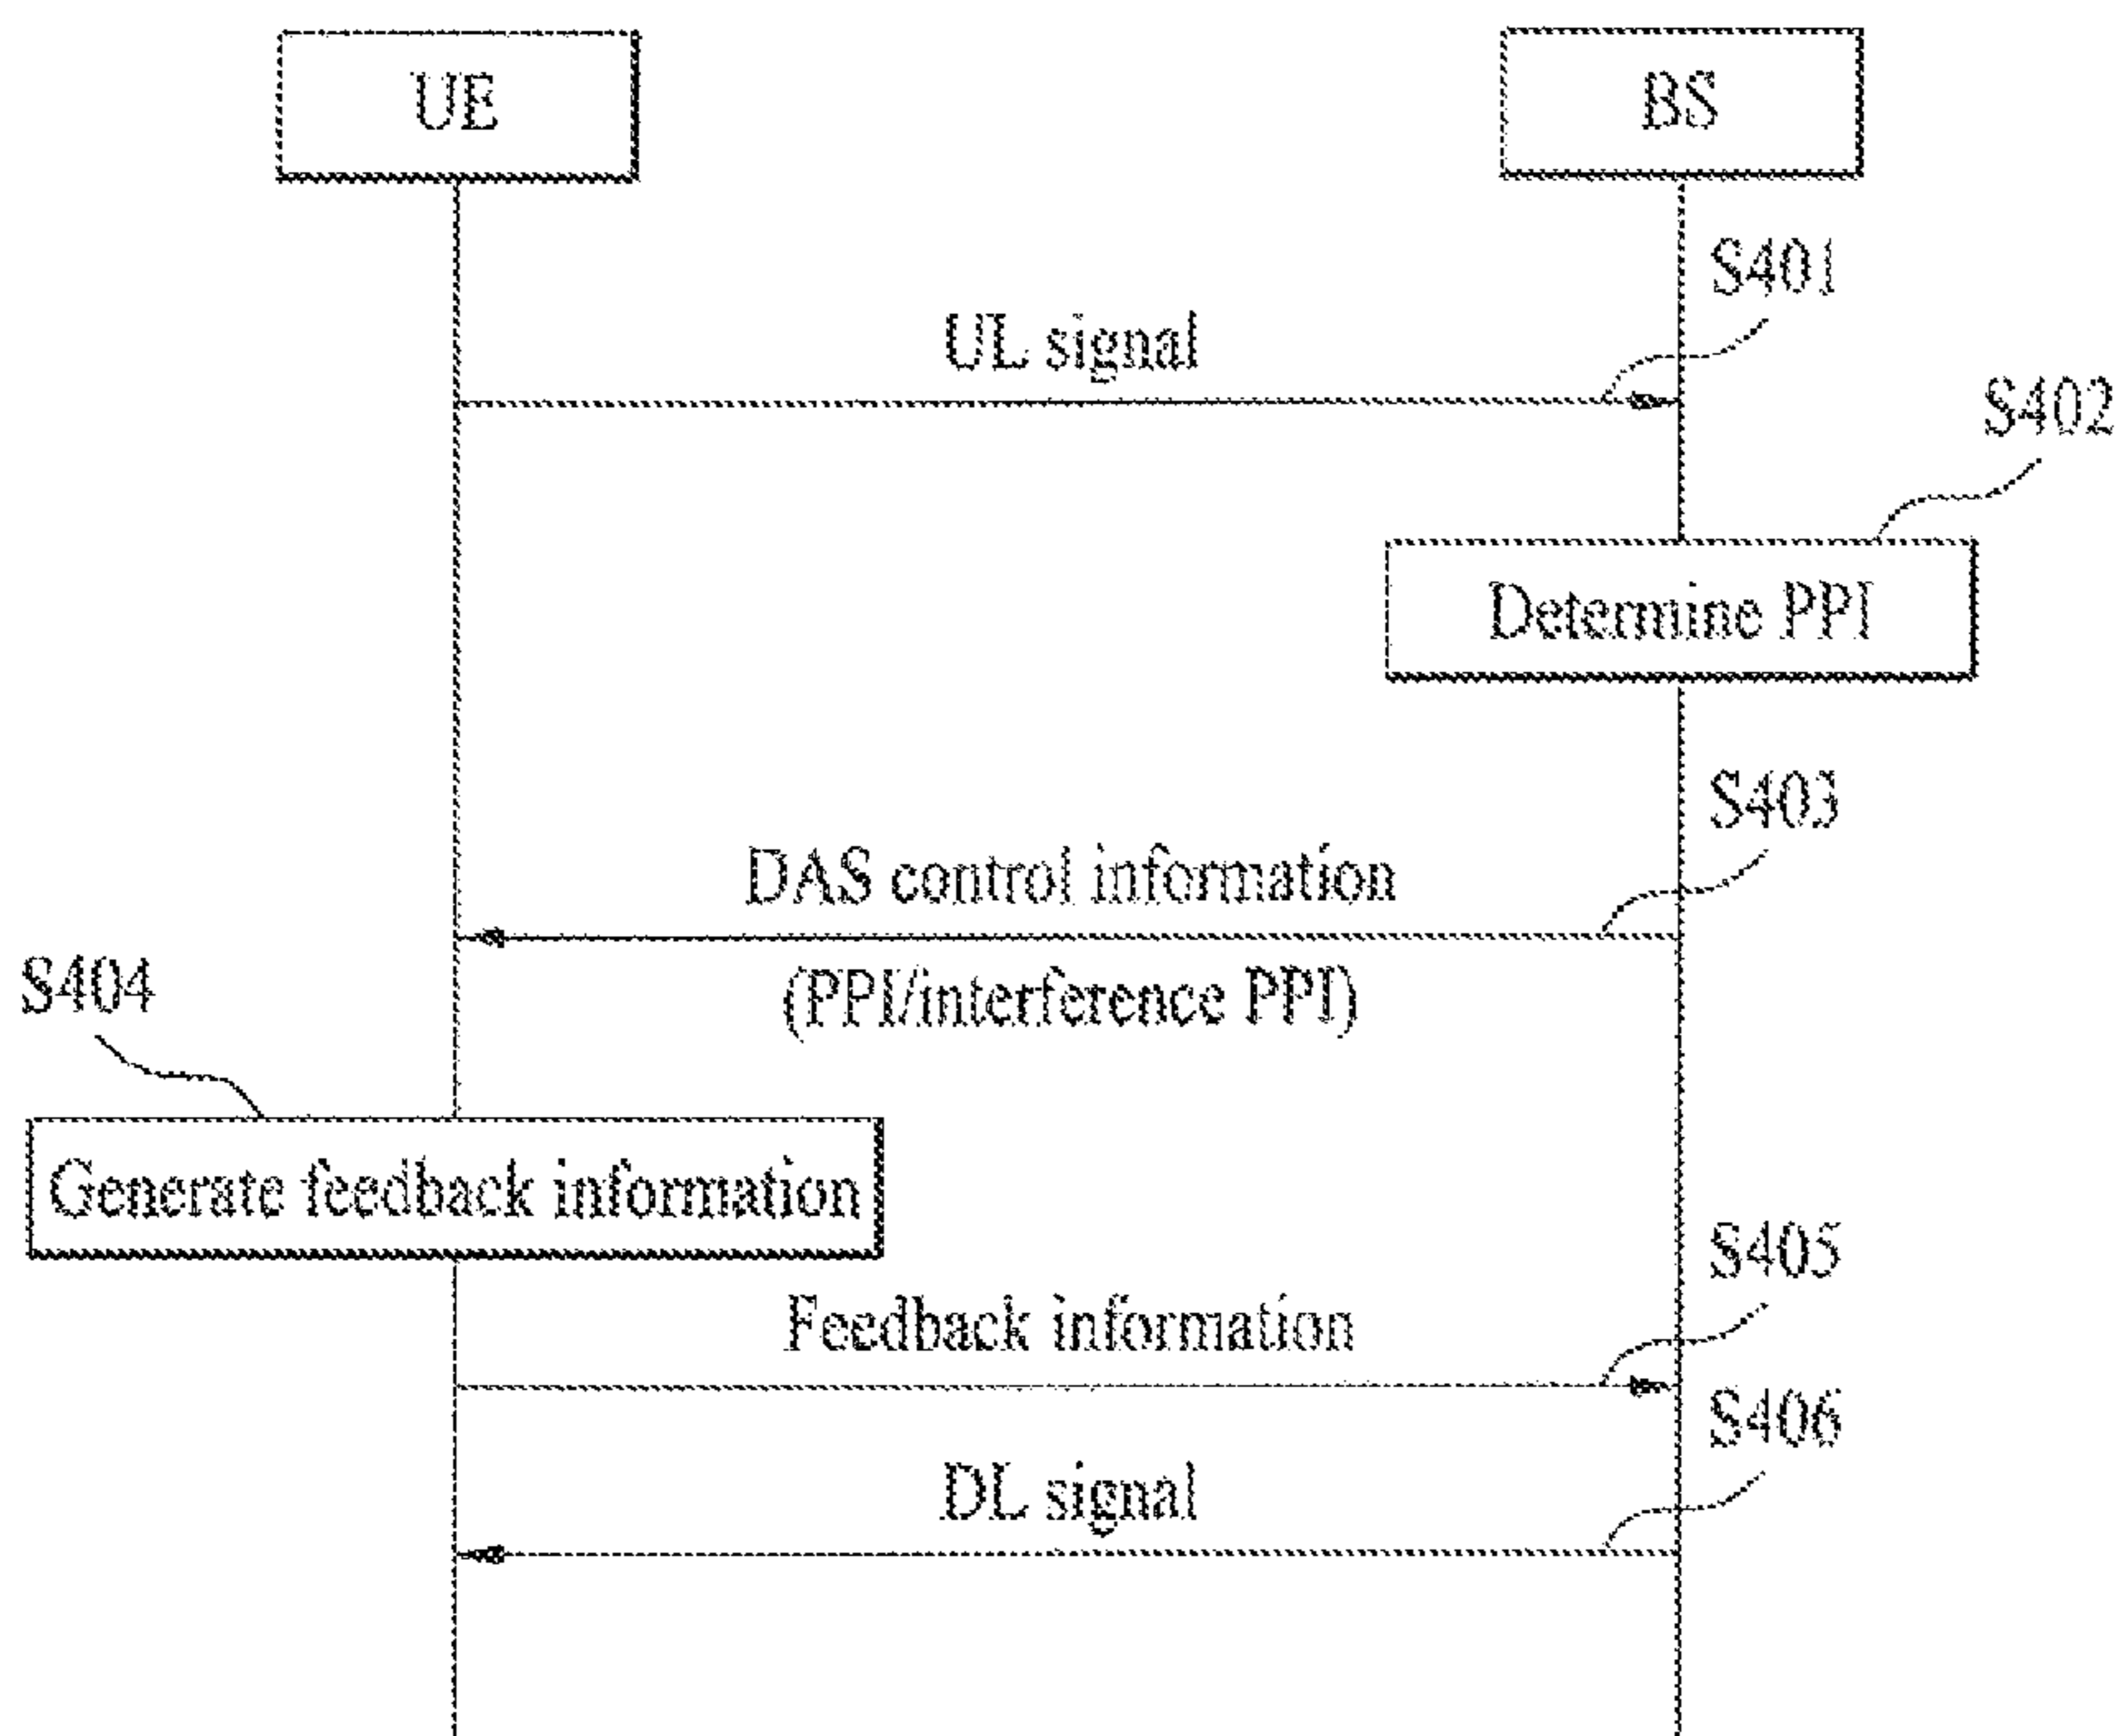 UE
BS
S401
UL signal
S402
Determine PPI
S403
DAS control information
(PPI/interference PPI)
S404
Generate feedback information
S405
Feedback information
S406
DL signal